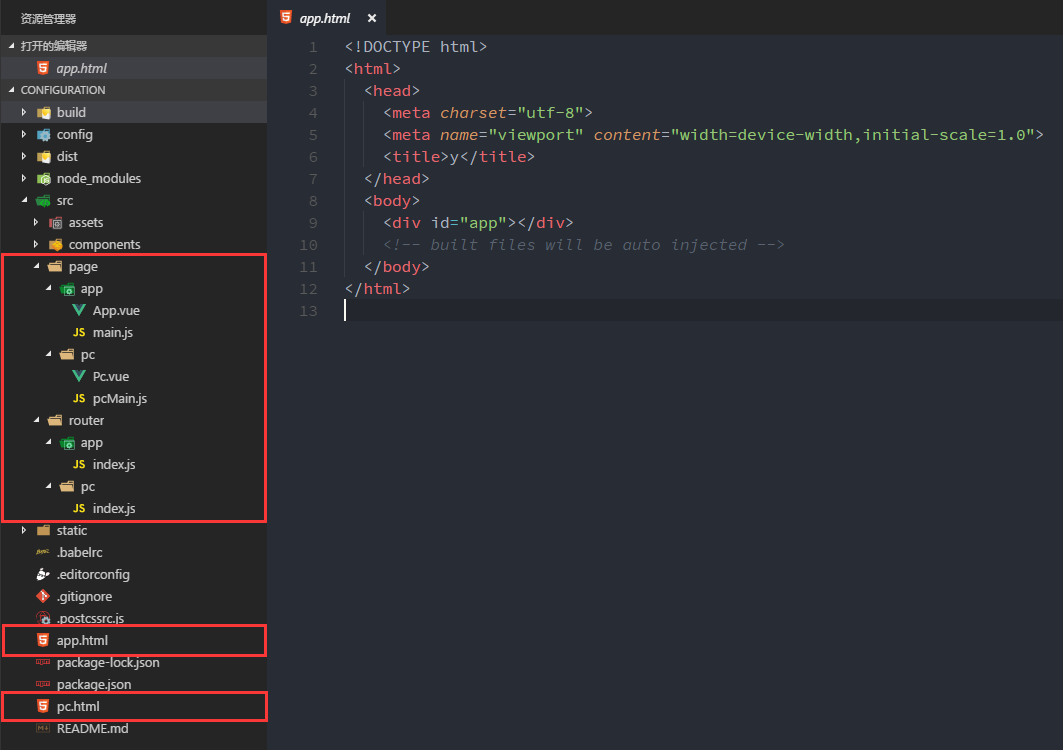 资源管理器
打开的编辑器
app.html
CONFIGURATION
build
config
dist
node_modules
src
assets
components
page
app
App.vue
JS main.js
pc
Pc.vue
JS pcMain.js
router
app
JS index.js
pc
JS index.js
static
.babelrc
.editorconfig
.gitignore
.postcssrc.js
app.html
package-lock.json
package.json
pc.html
README.md
app.html ×
1 <!DOCTYPE html>
2 <html>
3 <head>
4 <meta charset="utf-8">
5 <meta name="viewport" content="width=device-width,initial-scale=1.0">
6 <title>y</title>
7 </head>
8 <body>
9 <div id="app"></div>
10 <!-- built files will be auto injected -->
11 </body>
12 </html>
13